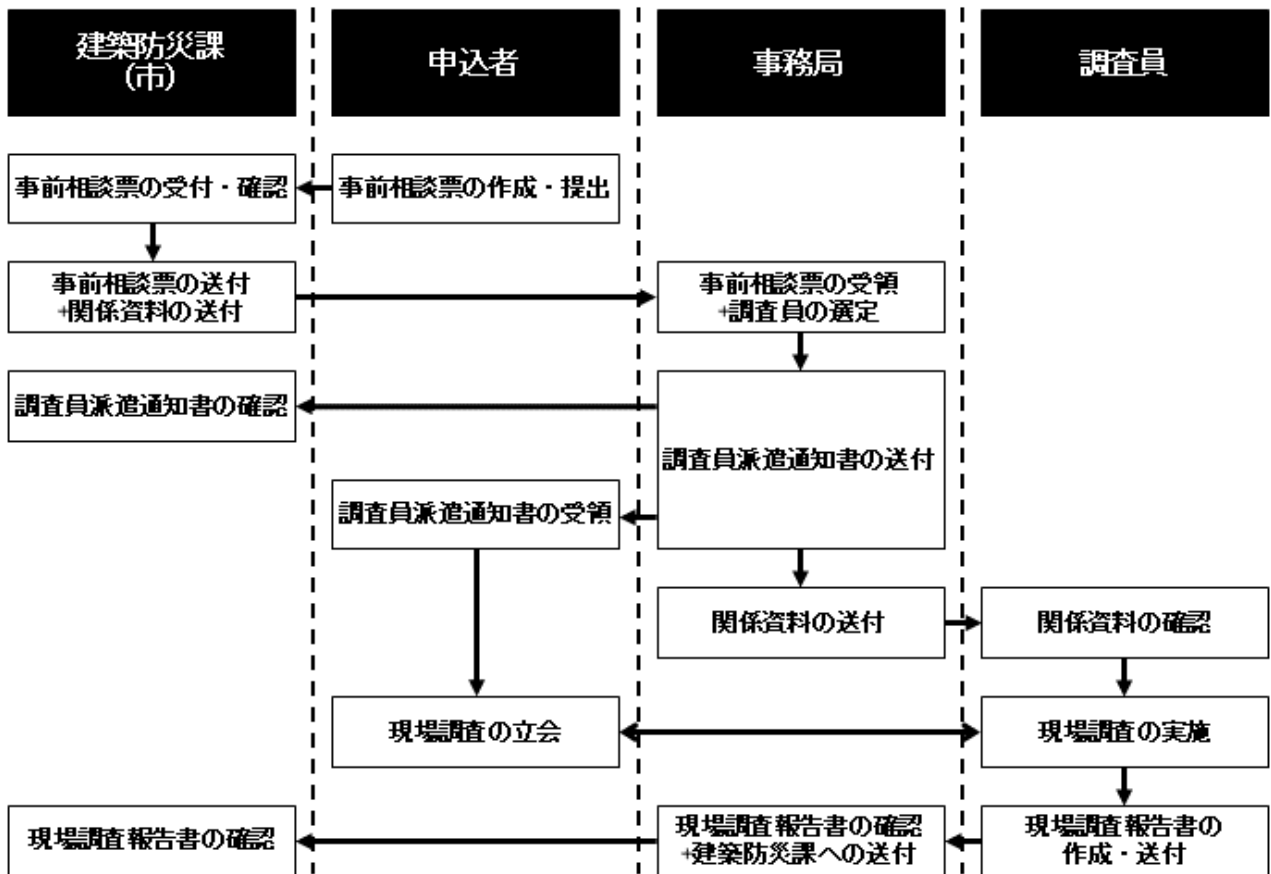 建築防災課
(市)
申込者
事務局
調査員
事前相談票の受付・確認
事前相談票の作成・提出
事前相談票の送付
+関係資料の送付
事前相談票の受領
+調査員の選定
調査員派遣通知書の確認
調査員派遣通知書の送付
調査員派遣通知書の受領
関係資料の送付
関係資料の確認
現場調査の立会
現場調査の実施
現場調査報告書の確認
現場調査報告書の確認
+建築防災課への送付
現場調査報告書の
作成・送付